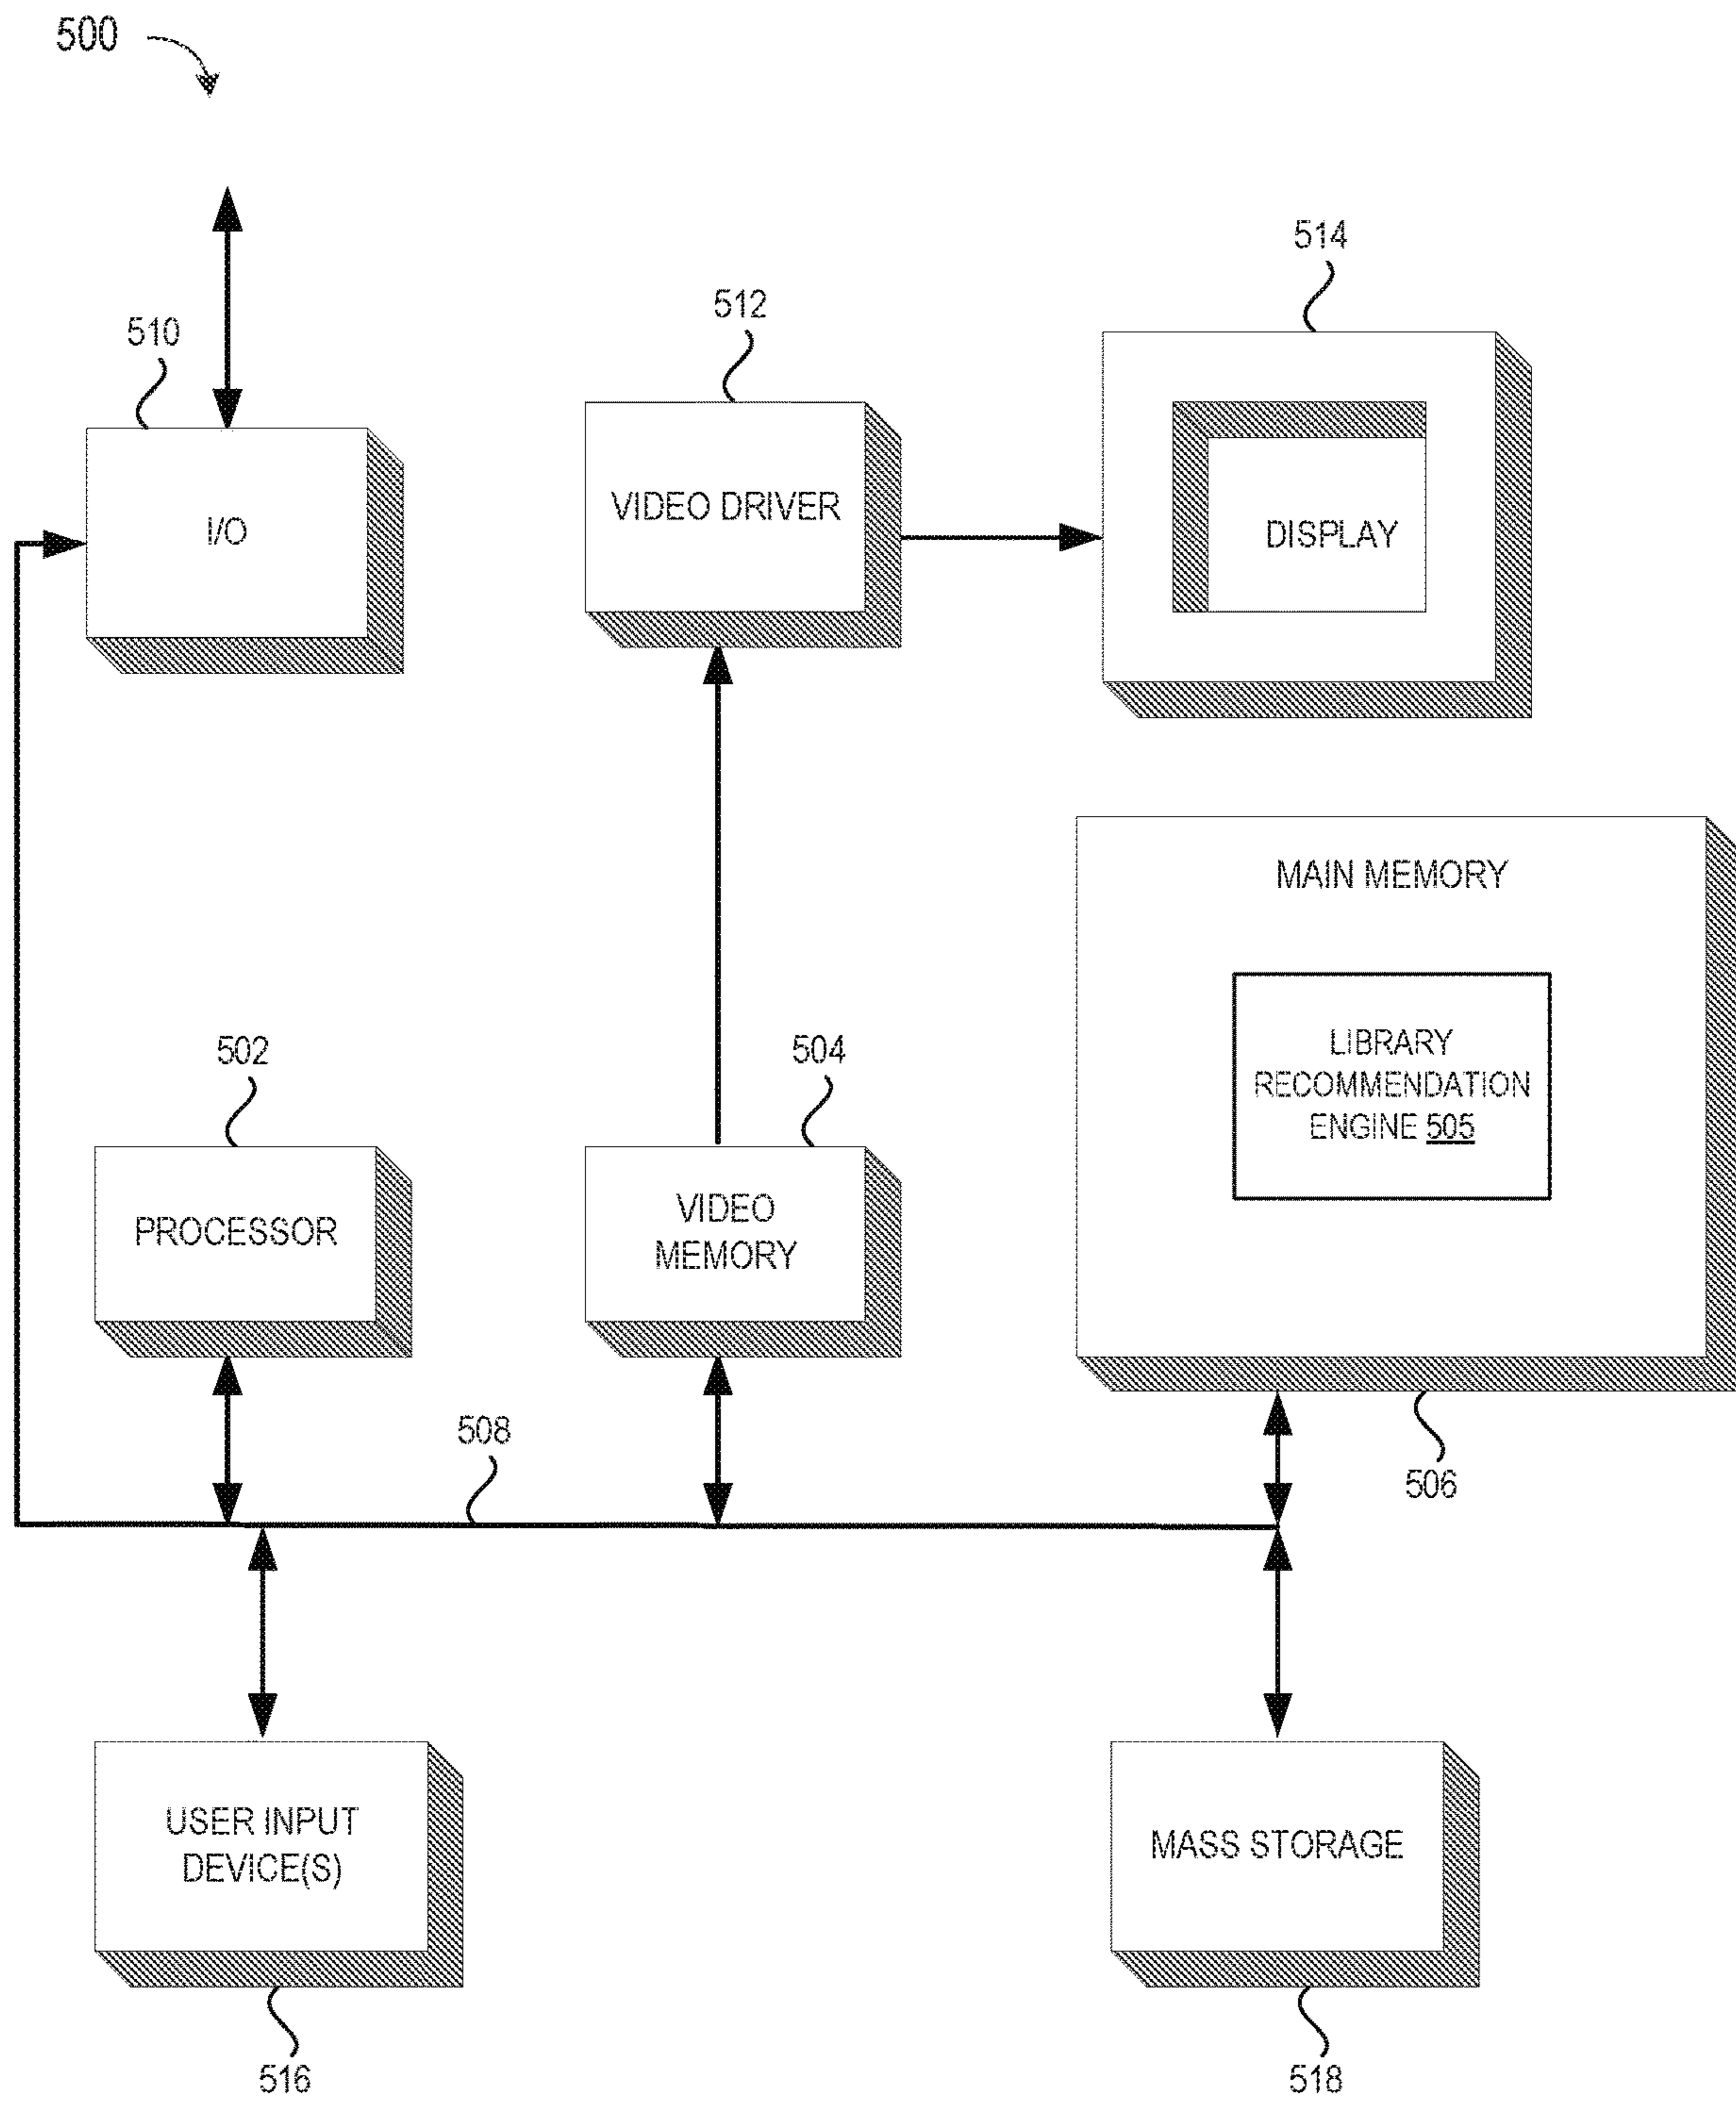 500
514
512
510
VIDEO DRIVER
I/O
DISPLAY
MAIN MEMORY
LIBRARY
RECOMMENDATION
ENGINE 505
502
504
PROCESSOR
VIDEO
MEMORY
508
506
USER INPUT
DEVICE(S)
MASS STORAGE
516
518